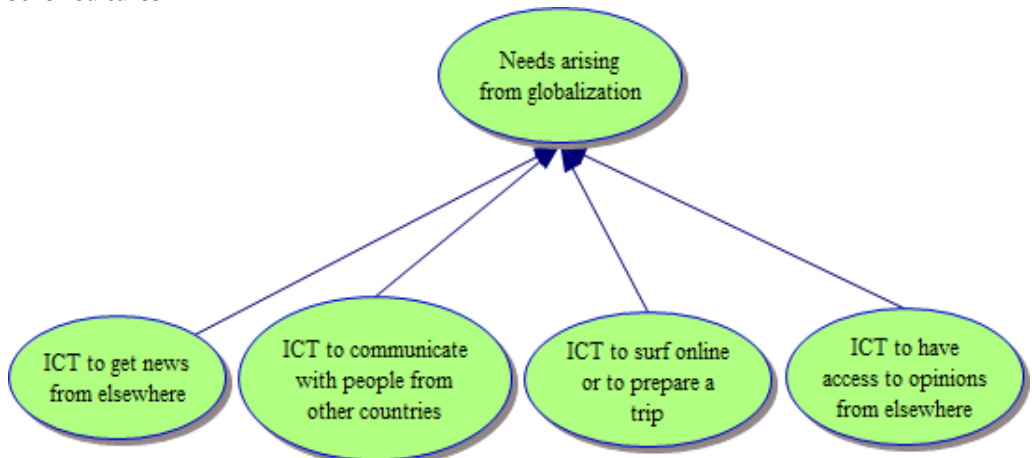 Needs arising
from globalization
ICT to get news
from elsewhere
ICT to communicate
with people from
other countries
ICT to surf online
or to prepare a
trip
ICT to have
access to opinions
from elsewhere